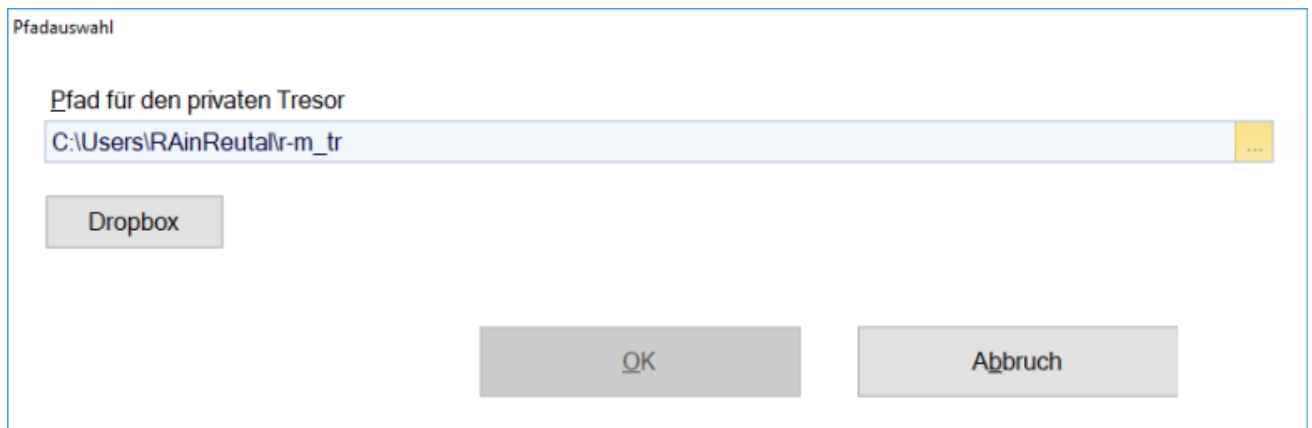 Pfadauswahl
Pfad für den privaten Tresor
C:\Users\RAinReutal\r-m_tr
...
Dropbox
OK
Abbruch